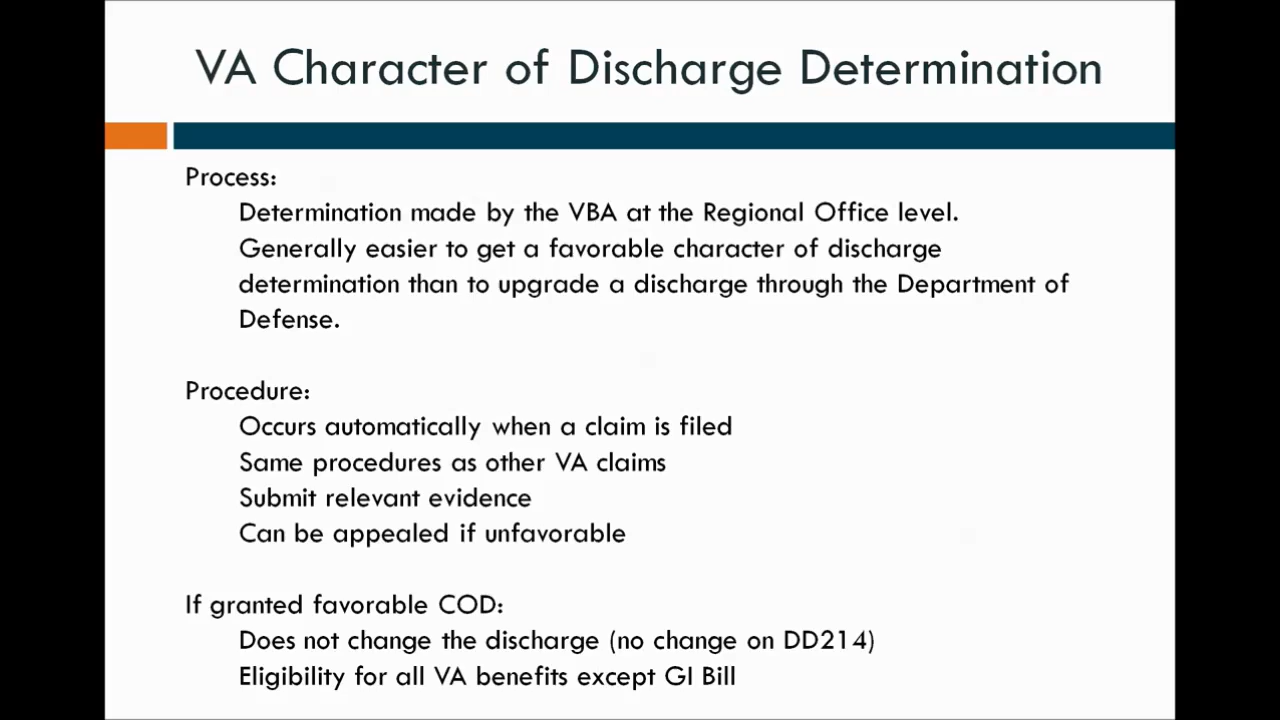 VA Character of Discharge Determination
Process:
Determination made by the VBA at the Regional Office level.
Generally easier to get a favorable character of discharge
determination than to upgrade a discharge through the Department of
Defense.
Procedure:
Occurs automatically when a claim is filed
Same procedures as other VA claims
Submit relevant evidence
Can be appealed if unfavorable
If granted favorable COD:
Does not change the discharge (no change on DD214)
Eligibility for all VA benefits except GI Bill